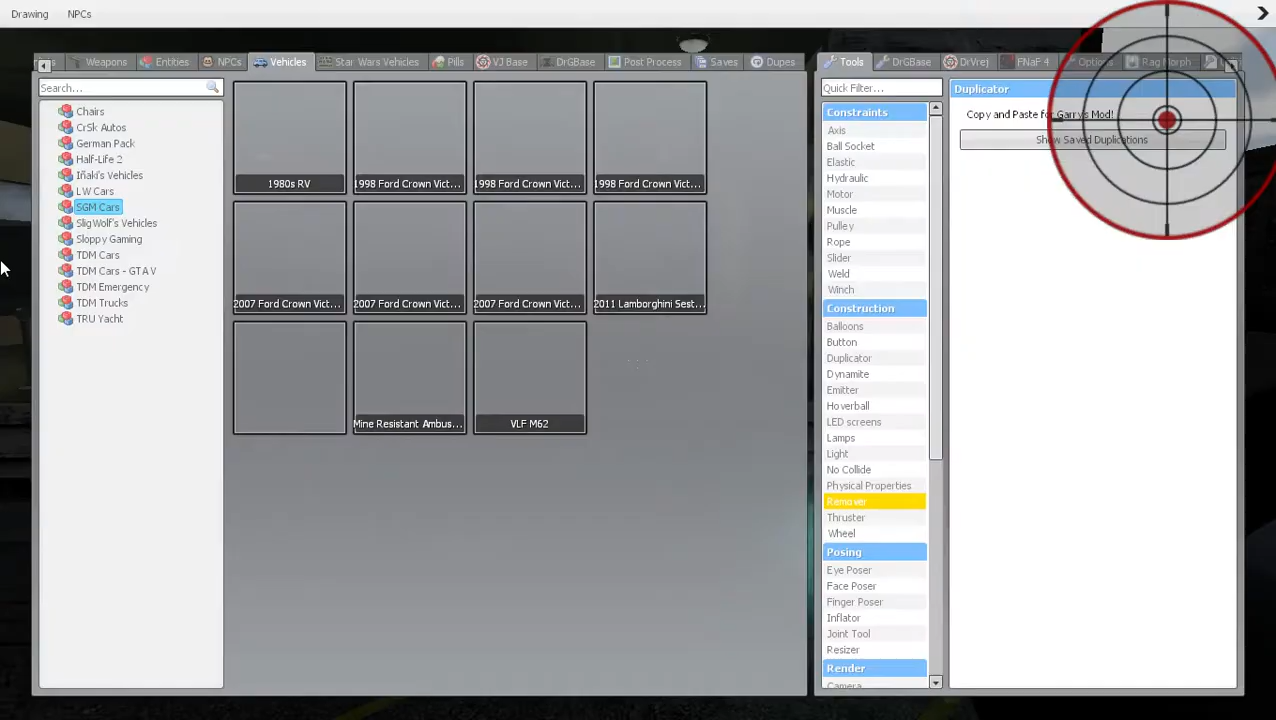 Drawing NPCs
Weapons Entities NPCs Vehicles Star Wars Vehicles Pills VJ Base DrGBase Post Process Saves Dupes
Search...
Chairs
CrSk Autos
German Pack
Half-Life 2
Iñaki's Vehicles
LW Cars
SGM Cars
SligWolf's Vehicles
Sloppy Gaming
TDM Cars
TDM Cars - GTA V
TDM Emergency
TDM Trucks
TRU Yacht
1980s RV
1998 Ford Crown Vict...
1998 Ford Crown Vict...
1998 Ford Crown Vict...
2007 Ford Crown Vict...
2007 Ford Crown Vict...
2007 Ford Crown Vict...
2011 Lamborghini Sest...
Mine Resistant Ambus...
VLF M62
Tools DrGBase DrVrej FNaF 4 Options Rag Morph
Quick Filter...
Constraints
Axis
Ball Socket
Elastic
Hydraulic
Motor
Muscle
Pulley
Rope
Slider
Weld
Winch
Construction
Balloons
Button
Duplicator
Dynamite
Emitter
Hoverball
LED screens
Lamps
Light
No Collide
Physical Properties
Remover
Thruster
Wheel
Posing
Eye Poser
Face Poser
Finger Poser
Inflator
Joint Tool
Resizer
Render
Camera
Duplicator
Copy and Paste for Garry's Mod!
Show Saved Duplications